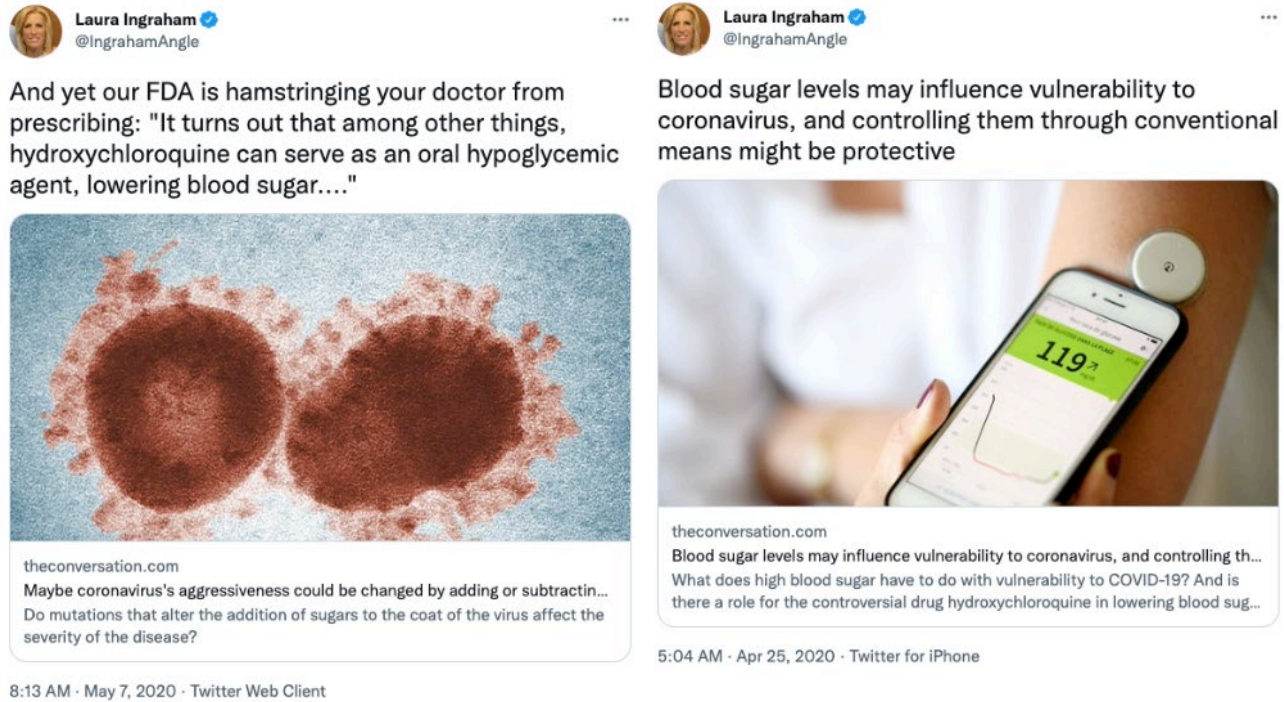 Laura Ingraham
@IngrahamAngle
And yet our FDA is hamstringing your doctor from
prescribing: "It turns out that among other things,
hydroxychloroquine can serve as an oral hypoglycemic
agent, lowering blood sugar...."
theconversation.com
Maybe coronavirus's aggressiveness could be changed by adding or subtractin...
Do mutations that alter the addition of sugars to the coat of the virus affect the
severity of the disease?
8:13 AM · May 7, 2020 · Twitter Web Client
Laura Ingraham
@IngrahamAngle
Blood sugar levels may influence vulnerability to
coronavirus, and controlling them through conventional
means might be protective
119
theconversation.com
Blood sugar levels may influence vulnerability to coronavirus, and controlling th...
What does high blood sugar have to do with vulnerability to COVID-19? And is
there a role for the controversial drug hydroxychloroquine in lowering blood sug...
5:04 AM · Apr 25, 2020 · Twitter for iPhone